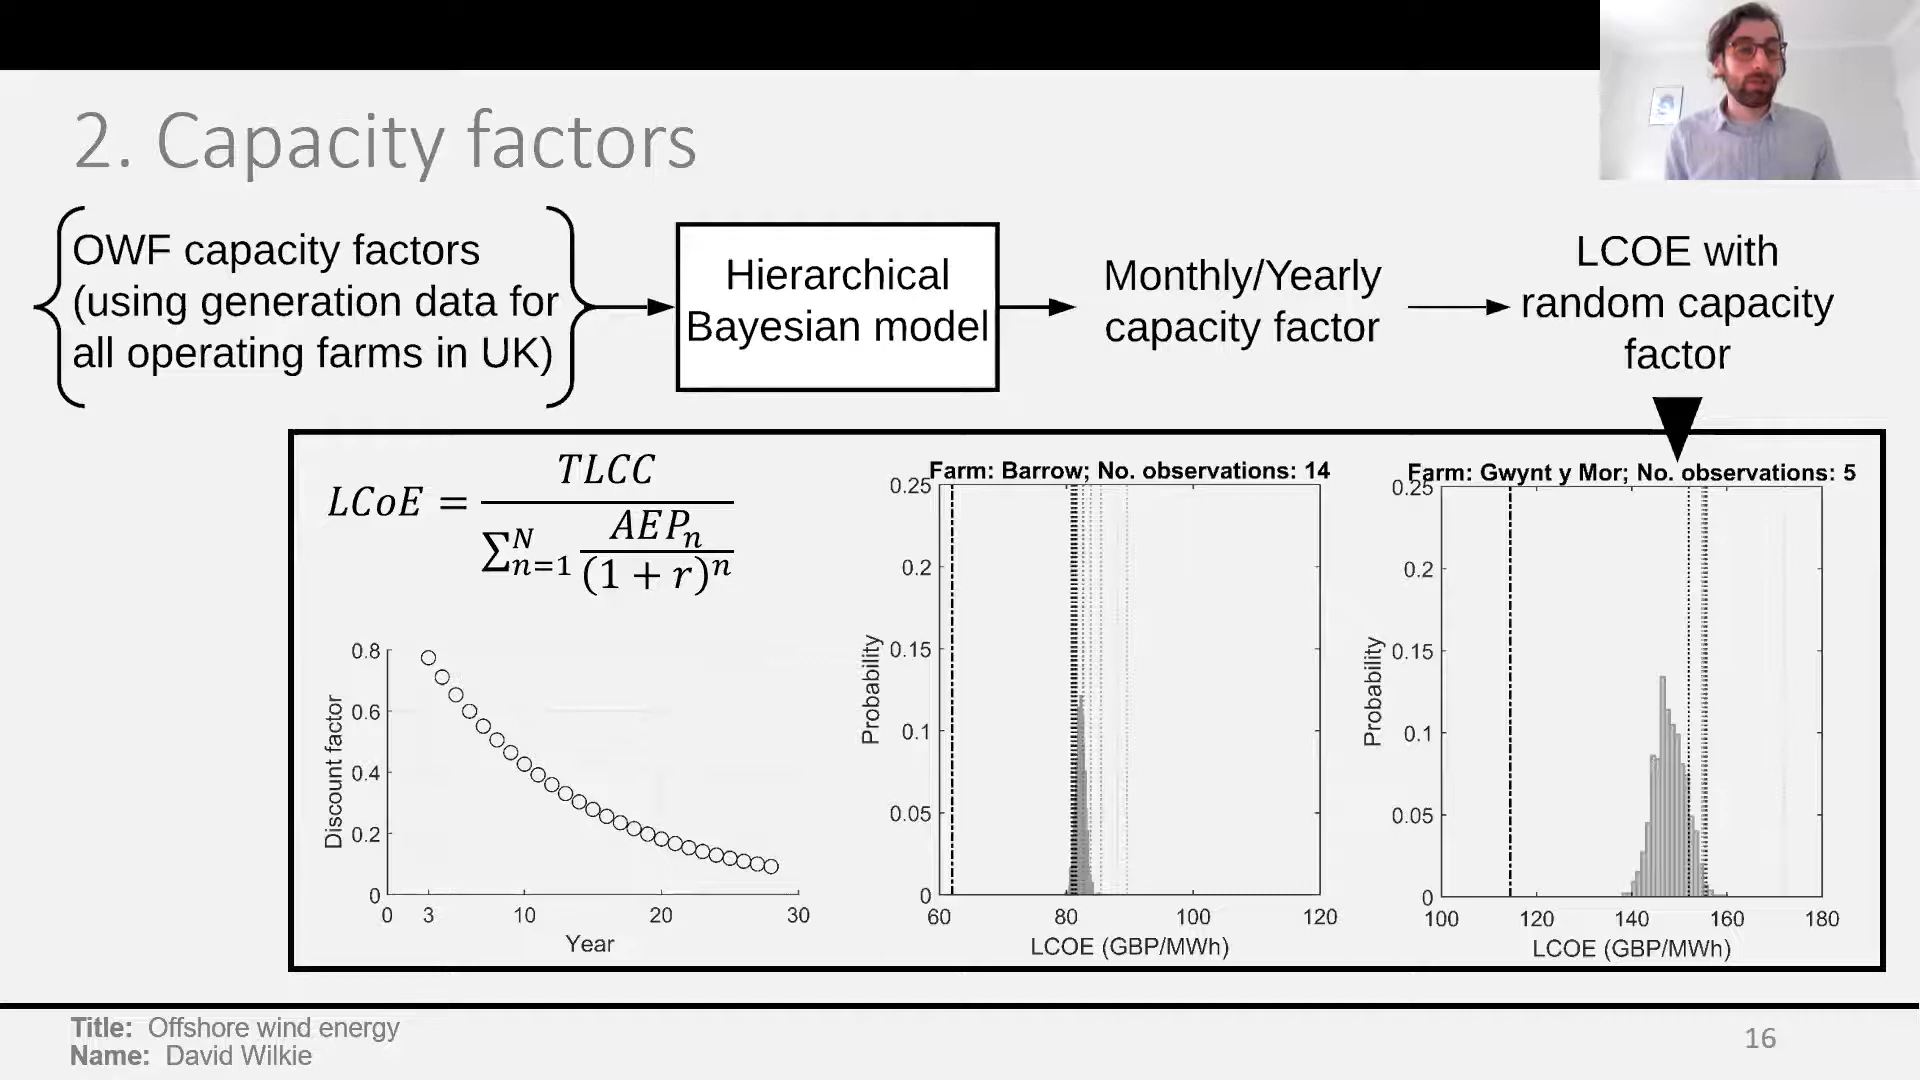 2. Capacity factors
OWF capacity factors
(using generation data for
all operating farms in UK)
Hierarchical
Bayesian model
Monthly/Yearly
capacity factor
LCOE with
random capacity
factor
LCoE = TLCC / ∑ⁿ₌₁ᴺ AEPₙ / (1 + r)ⁿ
Discount factor
0.8
0.6
0.4
0.2
0
0 3 10 20 30
Year
Farm: Barrow; No. observations: 14
Probability
0.25
0.2
0.15
0.1
0.05
0
60 80 100 120
LCOE (GBP/MWh)
Farm: Gwynt y Mor; No. observations: 5
Probability
0.25
0.2
0.15
0.1
0.05
0
100 120 140 160 180
LCOE (GBP/MWh)
Title: Offshore wind energy
Name: David Wilkie
16